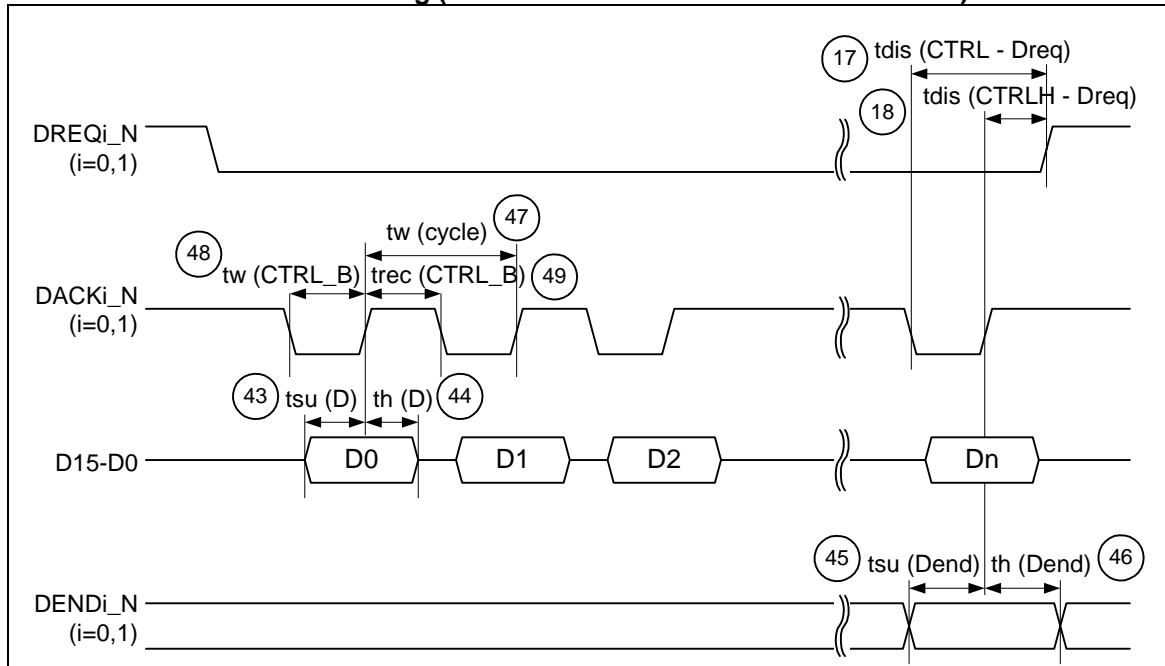 17 tdis (CTRL - Dreq)
18 tdis (CTRLH - Dreq)
DREQi_N
(i=0,1)
47
tw (cycle)
48
tw (CTRL_B) trec (CTRL_B) 49
DACKi_N
(i=0,1)
43 tsu (D) th (D) 44
D15-D0 D0 D1 D2 Dn
45 tsu (Dend) th (Dend) 46
DENDi_N
(i=0,1)